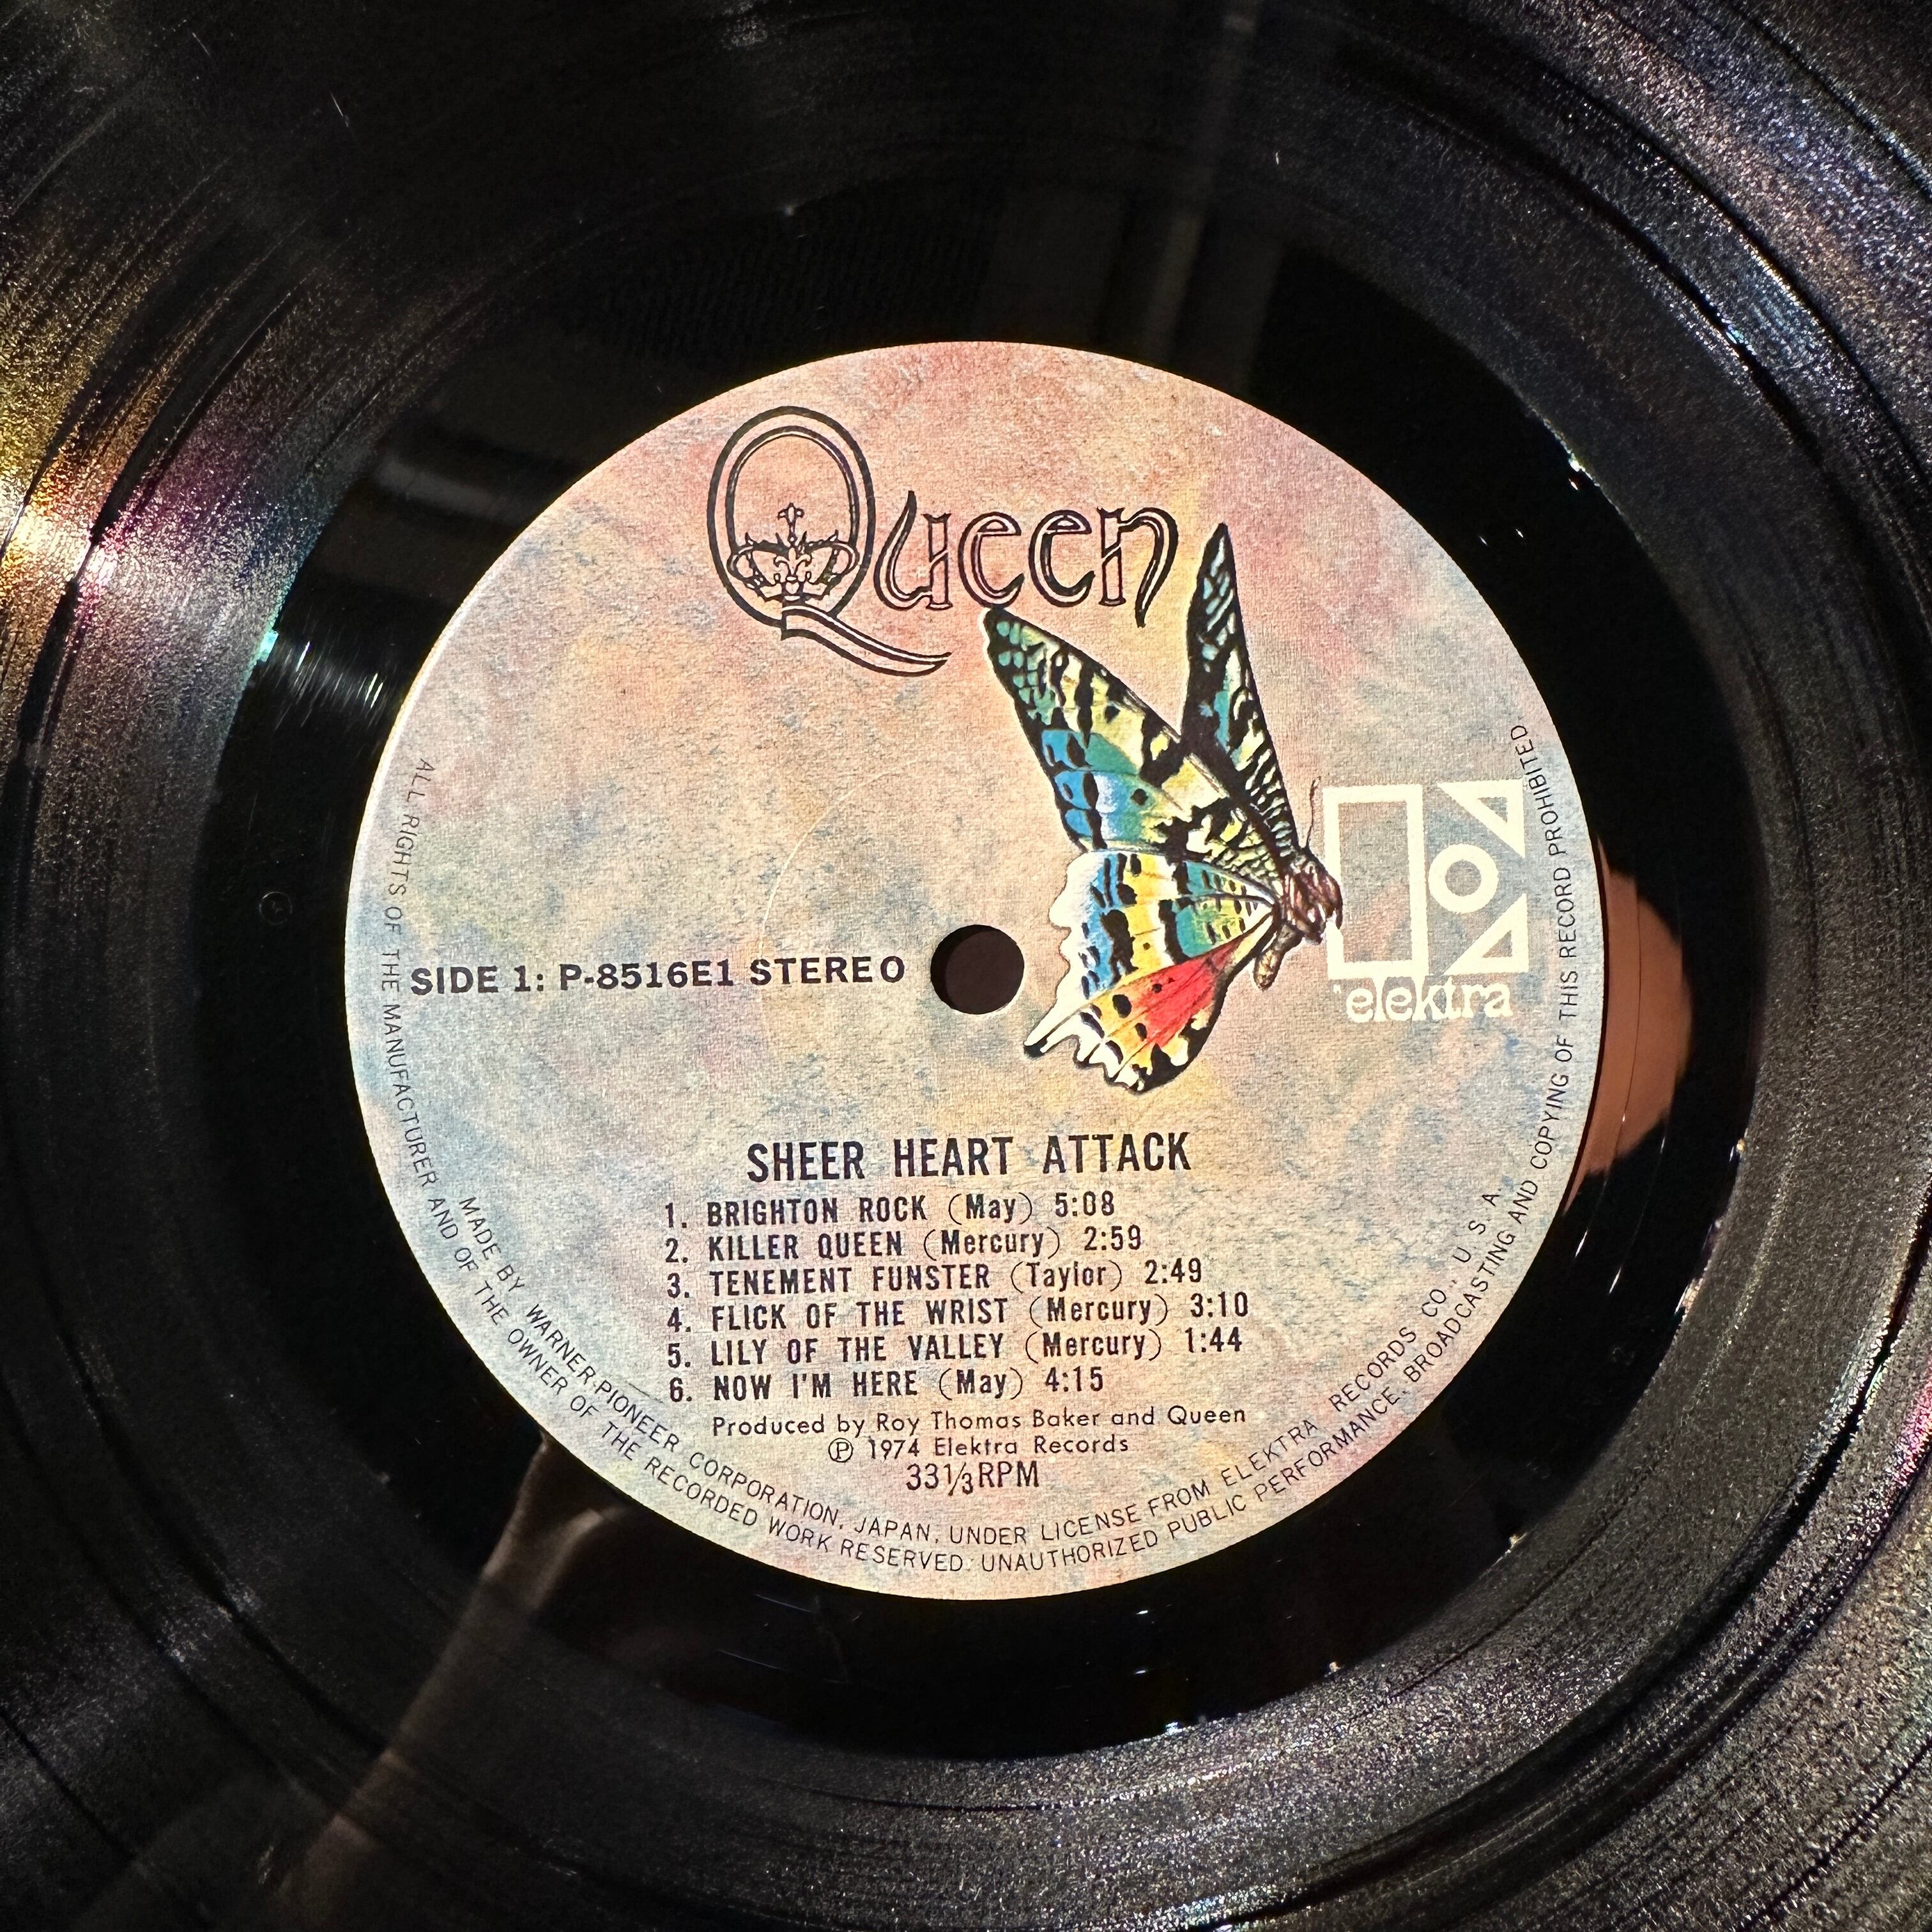 Queen
elektra
SIDE 1: P-8516E1 STEREO
SHEER HEART ATTACK
1. BRIGHTON ROCK (May) 5:08
2. KILLER QUEEN (Mercury) 2:59
3. TENEMENT FUNSTER (Taylor) 2:49
4. FLICK OF THE WRIST (Mercury) 3:10
5. LILY OF THE VALLEY (Mercury) 1:44
6. NOW I'M HERE (May) 4:15
Produced by Roy Thomas Baker and Queen
Ⓟ 1974 Elektra Records
33 1/3 RPM
MADE BY WARNER-PIONEER CORPORATION, JAPAN, UNDER LICENSE FROM ELEKTRA RECORDS CO., U. S. A.
ALL RIGHTS OF THE MANUFACTURER AND OF THE OWNER OF THE RECORDED WORK RESERVED. UNAUTHORIZED PUBLIC PERFORMANCE, BROADCASTING AND COPYING OF THIS RECORD PROHIBITED